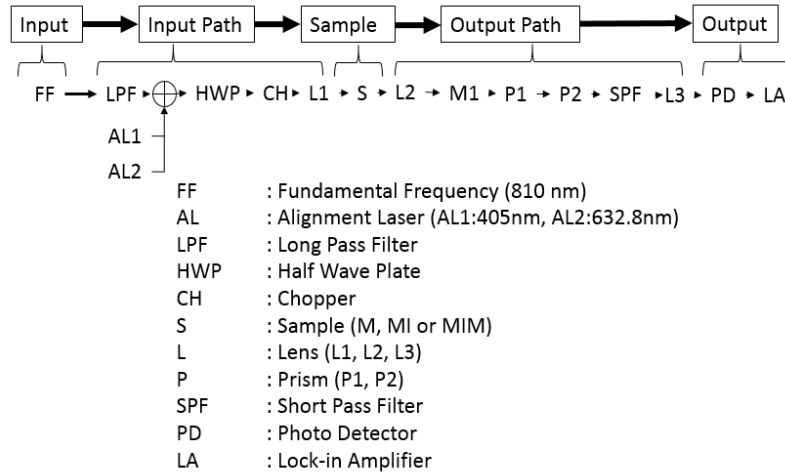 Input Input Path Sample Output Path Output
FF LPF HWP CH L1 S L2 M1 P1 P2 SPF L3 PD LA
AL1
AL2
FF : Fundamental Frequency (810 nm)
AL : Alignment Laser (AL1:405nm, AL2:632.8nm)
LPF : Long Pass Filter
HWP : Half Wave Plate
CH : Chopper
S : Sample (M, MI or MIM)
L : Lens (L1, L2, L3)
P : Prism (P1, P2)
SPF : Short Pass Filter
PD : Photo Detector
LA : Lock-in Amplifier